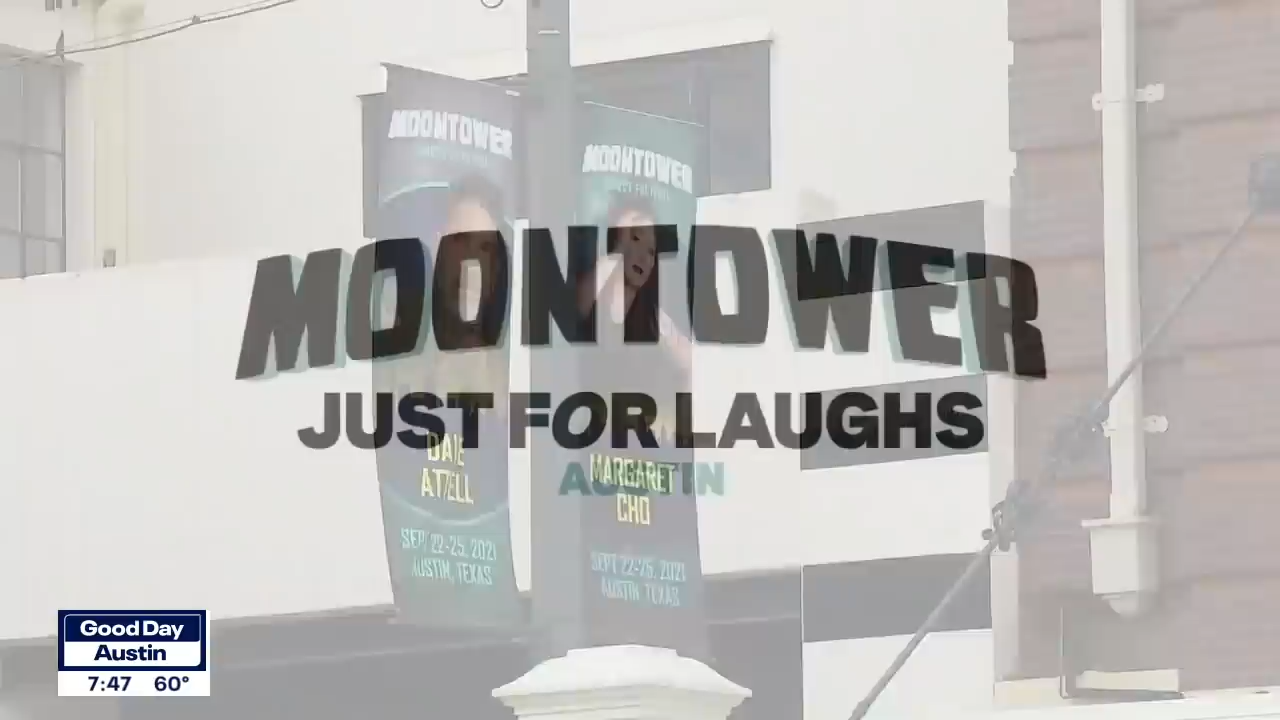 MOONTOWER
MOONTOWER
MOONTOWER
JUST FOR LAUGHS
AUSTIN
DAVE
ATTELL
SEPT 22-25, 2021
AUSTIN, TEXAS
MARGARET
CHO
SEPT 22-25, 2021
AUSTIN TEXAS
Good Day
Austin
7:47 60°